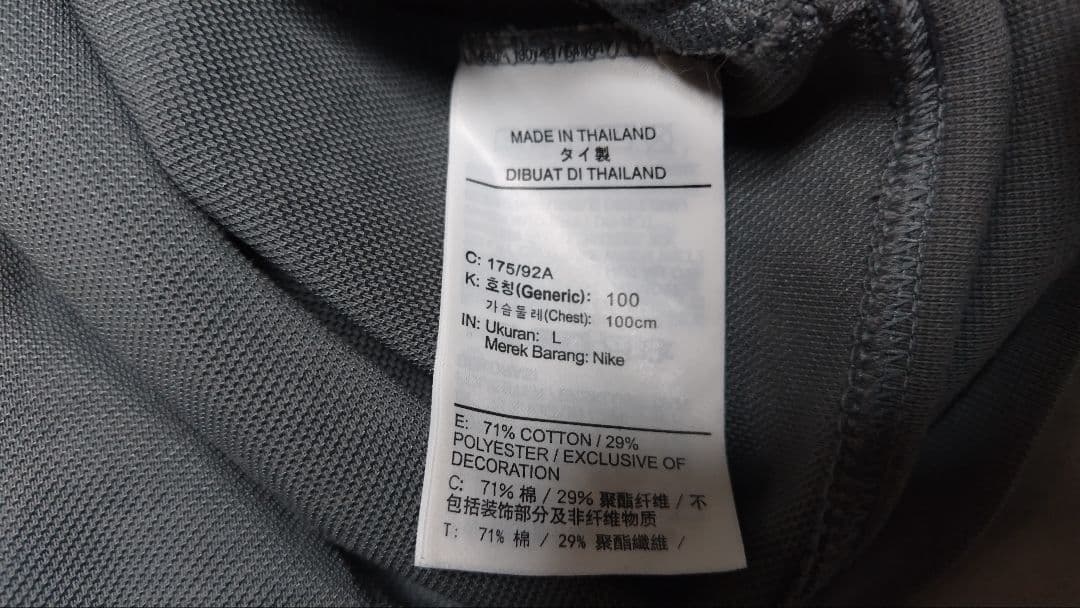 MADE IN THAILAND
タイ製
DIBUAT DI THAILAND
C: 175/92A
K: 호칭(Generic): 100
가슴둘레(Chest): 100cm
IN: Ukuran: L
Merek Barang: Nike
E: 71% COTTON / 29%
POLYESTER / EXCLUSIVE OF
DECORATION
C: 71% 棉 / 29% 聚酯纤维 / 不
包括装饰部分及非纤维物质
T: 71% 棉 / 29% 聚酯纖維 /